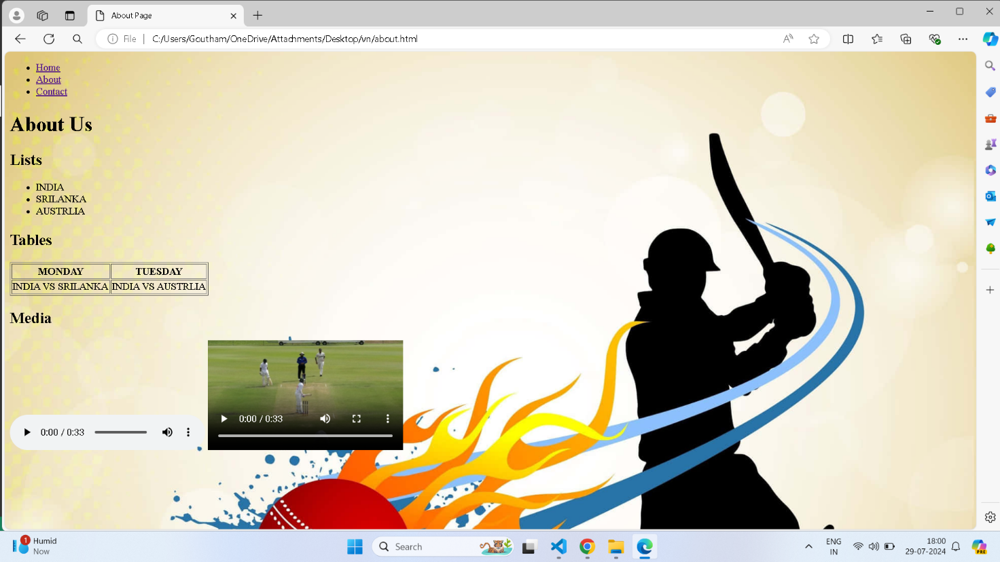 About Page
File
C:/Users/Goutham/OneDrive/Attachments/Desktop/vn/about.html
Home
About
Contact
About Us
Lists
INDIA
SRILANKA
AUSTRLIA
Tables
MONDAY TUESDAY
INDIA VS SRILANKA INDIA VS AUSTRLIA
Media
0:00 / 0:33
0:00 / 0:33
1
Humid
Now
Search
ENG
IN
18:00
29-07-2024
PRE